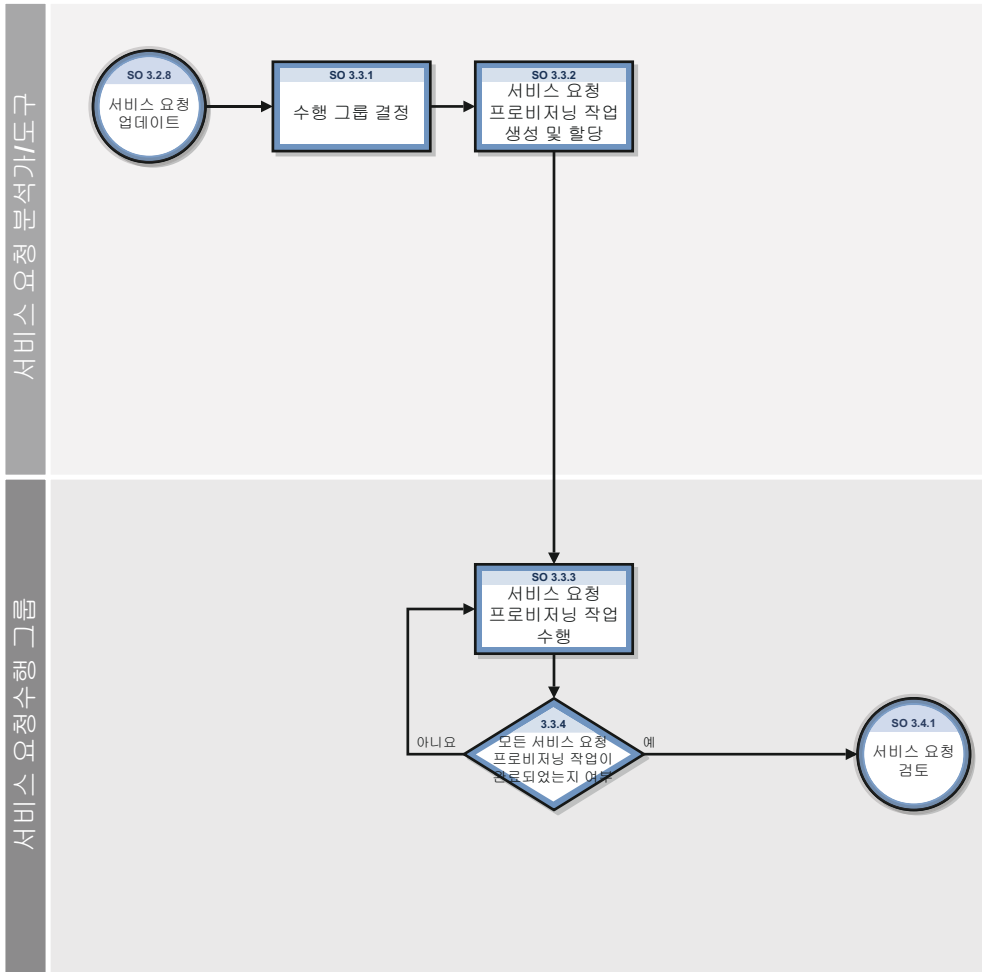 서비스 요청 분석가/도구
SO 3.2.8
서비스 요청
업데이트
SO 3.3.1
수행 그룹 결정
SO 3.3.2
서비스 요청
프로비저닝 작업
생성 및 할당
서비스 요청수행 그룹
SO 3.3.3
서비스 요청
프로비저닝 작업
수행
3.3.4
모든 서비스 요청
프로비저닝 작업이
완료되었는지 여부
아니요
예
SO 3.4.1
서비스 요청
검토